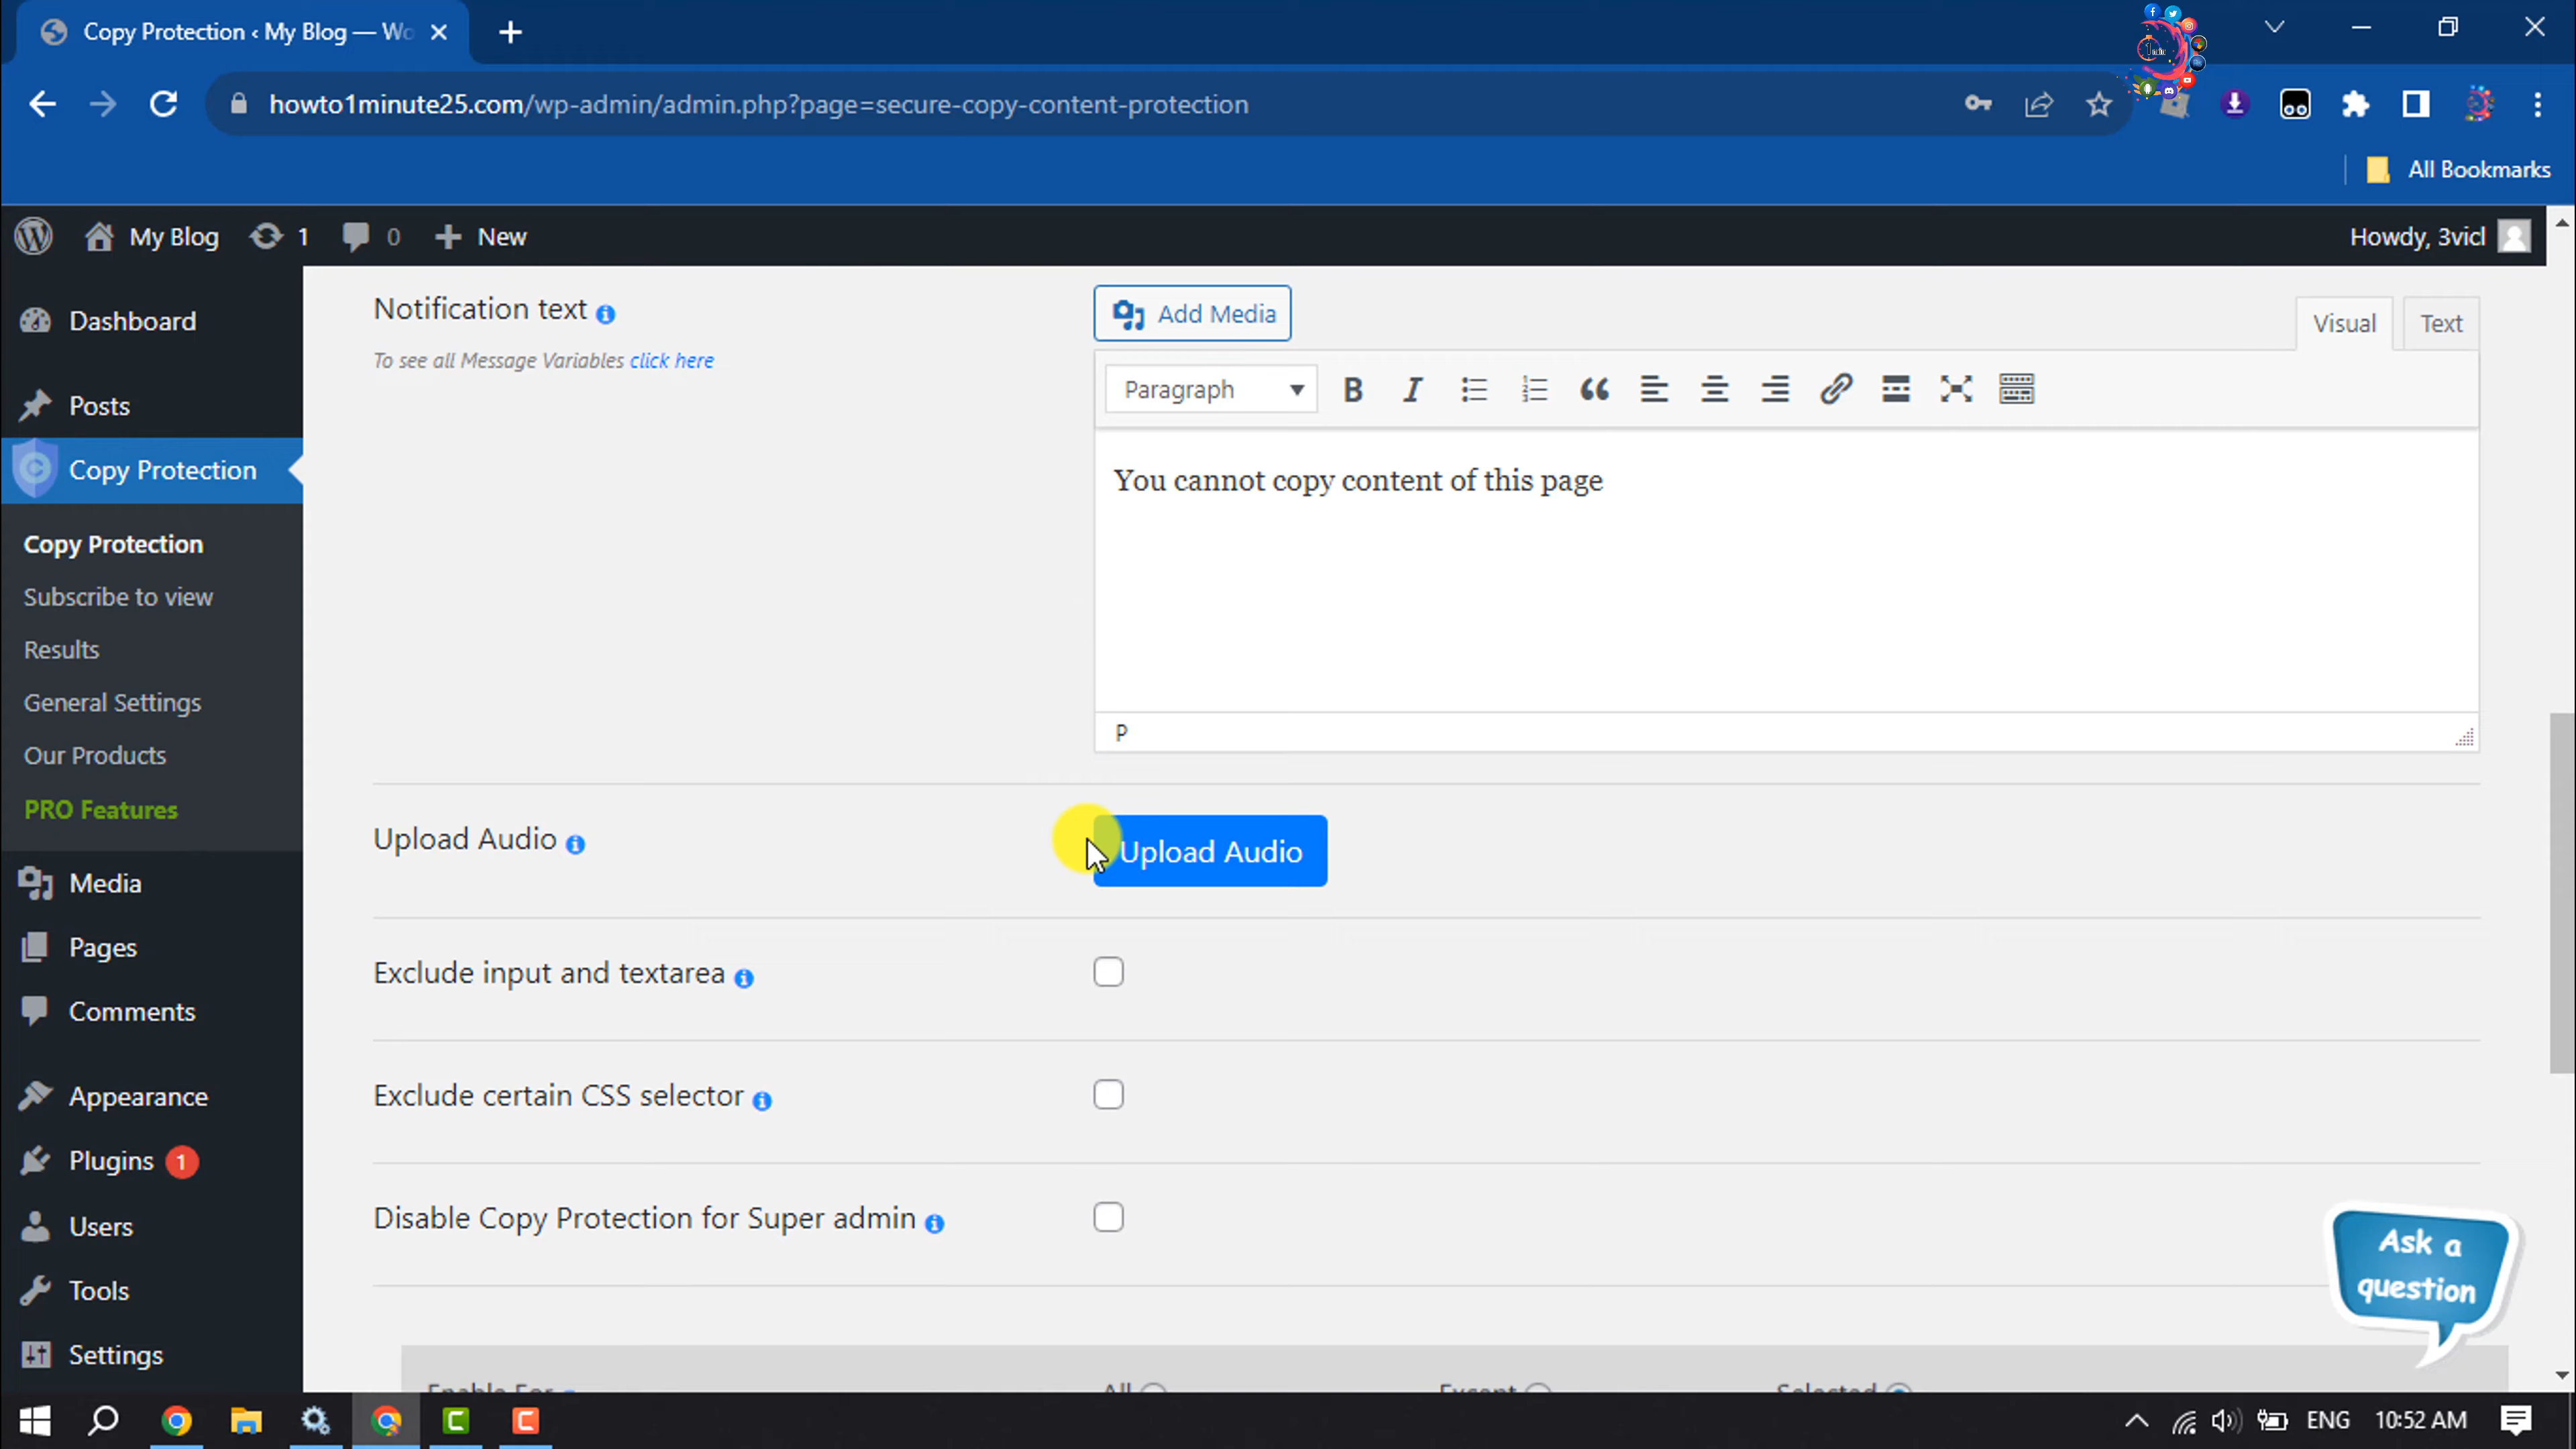 Copy Protection ‹ My Blog — Wo
howto1minute25.com/wp-admin/admin.php?page=secure-copy-content-protection
All Bookmarks
My Blog 1 0 New Howdy, 3vicl
Dashboard
Posts
Copy Protection
Copy Protection
Subscribe to view
Results
General Settings
Our Products
PRO Features
Media
Pages
Comments
Appearance
Plugins 1
Users
Tools
Settings
Notification text
To see all Message Variables click here
Add Media
Visual Text
Paragraph
You cannot copy content of this page
P
Upload Audio
Upload Audio
Exclude input and textarea
Exclude certain CSS selector
Disable Copy Protection for Super admin
Enable For All Except Selected
Ask a
question
ENG 10:52 AM